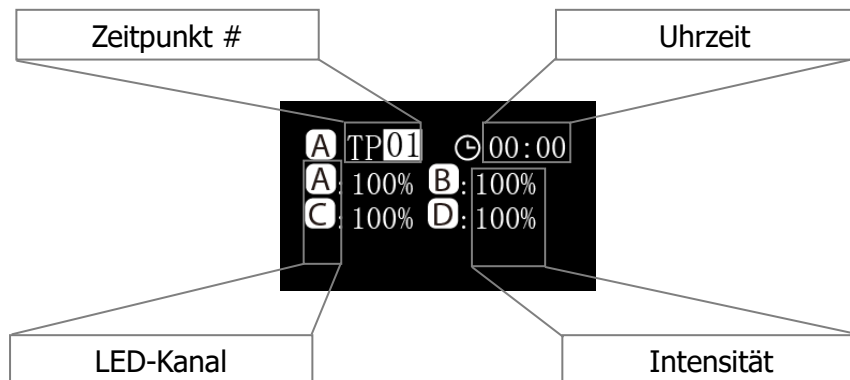 Zeitpunkt #
Uhrzeit
A TP01 00:00
A: 100% B: 100%
C: 100% D: 100%
LED-Kanal
Intensität